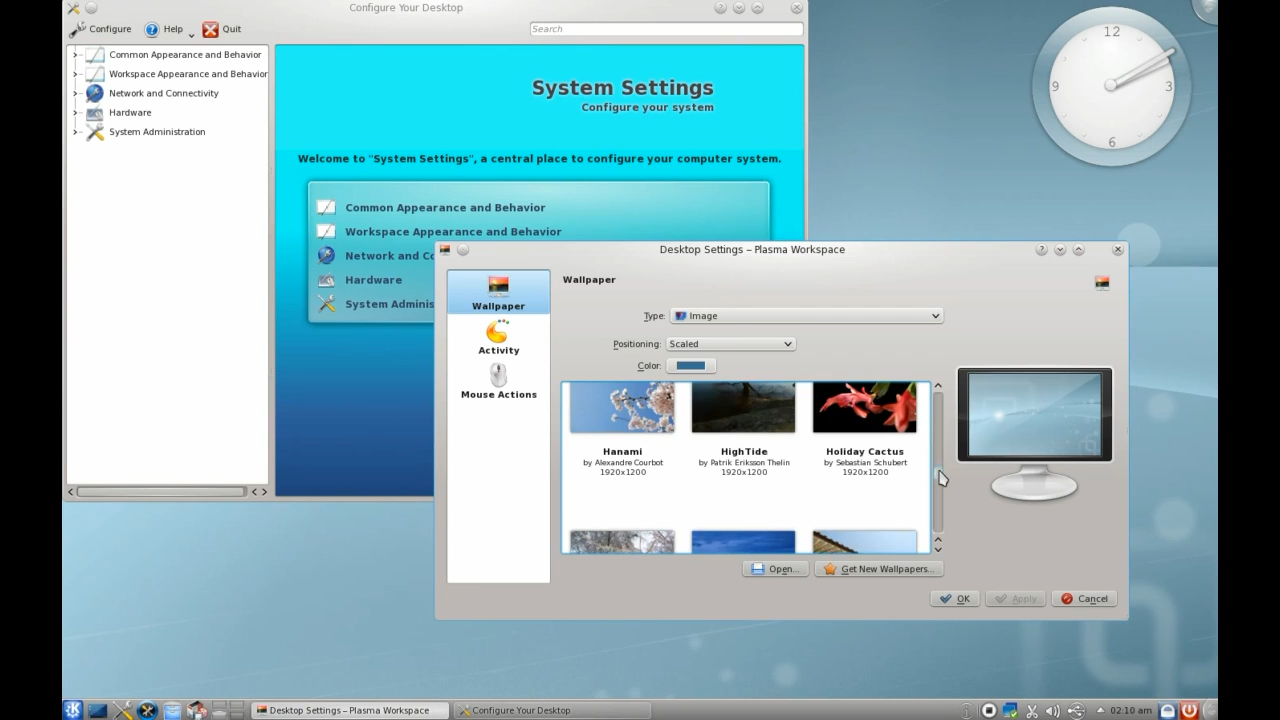 Configure Your Desktop
Configure
Help
Quit
Search
Common Appearance and Behavior
Workspace Appearance and Behavior
Network and Connectivity
Hardware
System Administration
System Settings
Configure your system
Welcome to "System Settings", a central place to configure your computer system.
Common Appearance and Behavior
Workspace Appearance and Behavior
Network and Co
Hardware
System Adminis
12
3
6
9
Desktop Settings – Plasma Workspace
Wallpaper
Activity
Mouse Actions
Wallpaper
Type: Image
Positioning: Scaled
Color:
Hanami
by Alexandre Courbot
1920x1200
HighTide
by Patrik Eriksson Thelin
1920x1200
Holiday Cactus
by Sebastian Schubert
1920x1200
Open...
Get New Wallpapers...
OK
Apply
Cancel
Desktop Settings – Plasma Workspace
Configure Your Desktop
02:10 am